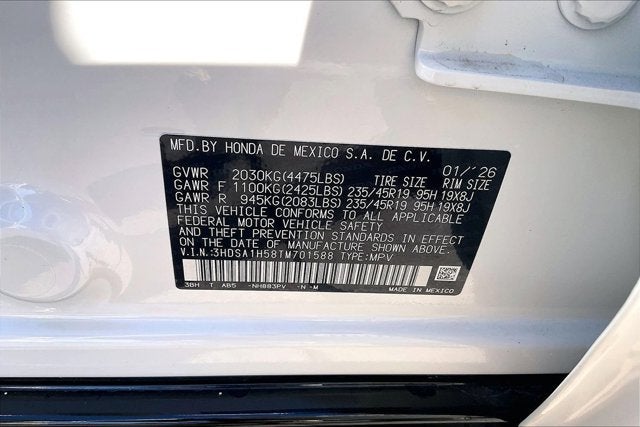 MFD.BY HONDA DE MEXICO S.A. DE C.V. 01/'26
GVWR 2030KG(4475LBS) TIRE SIZE RIM SIZE
GAWR F 1100KG(2425LBS) 235/45R19 95H 19X8J
GAWR R 945KG(2083LBS) 235/45R19 95H 19X8J
THIS VEHICLE CONFORMS TO ALL APPLICABLE
FEDERAL MOTOR VEHICLE SAFETY
AND THEFT PREVENTION STANDARDS IN EFFECT
ON THE DATE OF MANUFACTURE SHOWN ABOVE.
V.I.N.:3HDSA1H58TM701588 TYPE:MPV
3BH T AB5 -NH883PV -N -M MADE IN MEXICO